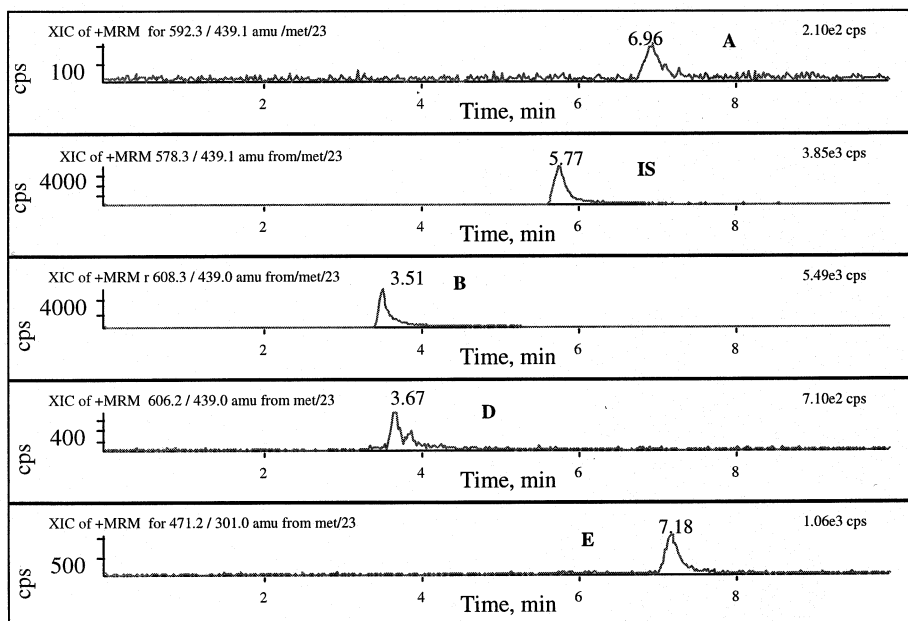 XIC of +MRM for 592.3 / 439.1 amu /met/23
6.96
A
2.10e2 cps
cps
100
2 4 6 8
Time, min
XIC of +MRM 578.3 / 439.1 amu from/met/23
5.77
IS
3.85e3 cps
cps
4000
2 4 6 8
Time, min
XIC of +MRM r 608.3 / 439.0 amu from/met/23
3.51
B
5.49e3 cps
cps
4000
2 4 6 8
Time, min
XIC of +MRM 606.2 / 439.0 amu from met/23
3.67
D
7.10e2 cps
cps
400
2 4 6 8
Time, min
XIC of +MRM for 471.2 / 301.0 amu from met/23
E
7.18
1.06e3 cps
cps
500
2 4 6 8
Time, min